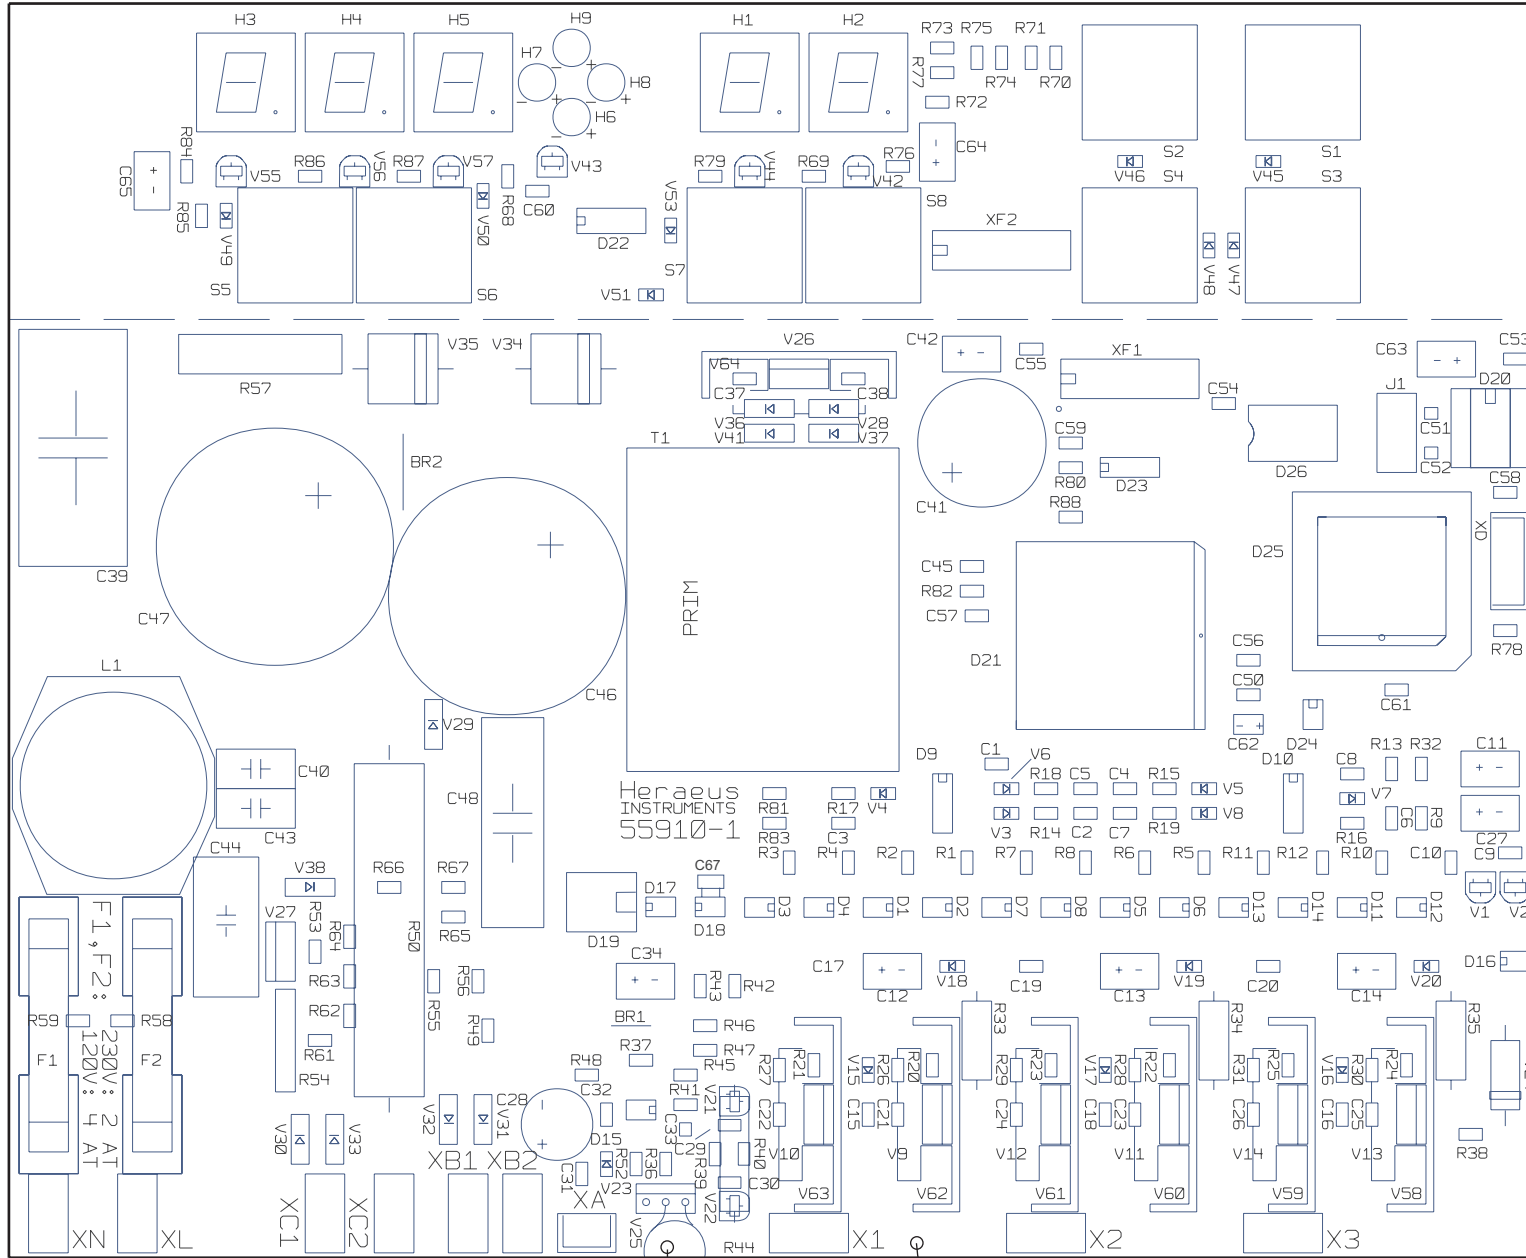 H3
H4
H5
H9
H7
H8
H6
H1
H2
R73
R75
R71
R77
R74
R70
R72
C64
S2
S1
R84
C65
R85
V55
R86
V56
R87
V57
V43
R68
C60
V49
V50
D22
S5
S6
V53
S7
V51
R79
V44
R69
R76
V42
S8
XF2
V46
V45
S4
S3
V48
V47
R57
V35
V34
V26
V64
C37
C38
V36
V28
V41
V37
C42
C55
XF1
C54
C63
C53
J1
D20
C51
C52
C59
R80
R88
D23
D26
C58
C39
BR2
T1
C41
PRIM
C45
R82
C57
D21
D25
XD
R78
C47
C46
L1
V29
C40
C43
C48
C56
C50
C62
D24
C61
Heraeus
INSTRUMENTS
55910-1
R81
R83
R17
C3
V4
D9
C1
V6
R18
C5
C4
R15
V5
V3
R14
C2
C7
R19
V8
D10
C8
V7
R16
R13
R32
C6
R9
C11
C27
C44
V38
R66
R67
R65
R3
R4
R2
R1
R7
R8
R6
R5
R11
R12
R10
C10
C9
C67
D17
D18
D19
D3
D4
D1
D2
D7
D8
D5
D6
D13
D14
D11
D12
V1
V2
D16
F1,F2:
230V: 2 AT
120V: 4 AT
V27
R53
R64
R63
R62
R61
R54
R50
R55
R56
R49
R59
R58
F1
F2
C34
R43
R42
BR1
R46
R47
R37
R45
R48
R41
C32
C28
D15
C33
C29
V21
R39
R40
C30
V22
R52
R36
C31
V23
V25
R44
V32
V31
V30
V33
XB1
XB2
XA
XN
XL
XC1
XC2
C17
C12
V18
C19
C13
V19
C20
C14
V20
R33
R34
R35
R27
R21
V15
R26
R20
R29
R23
V17
R28
R22
R31
R25
V16
R30
R24
C22
C15
C21
C24
C18
C23
C26
C16
C25
R38
V10
V9
V12
V11
V14
V13
V63
V62
V61
V60
V59
V58
X1
X2
X3